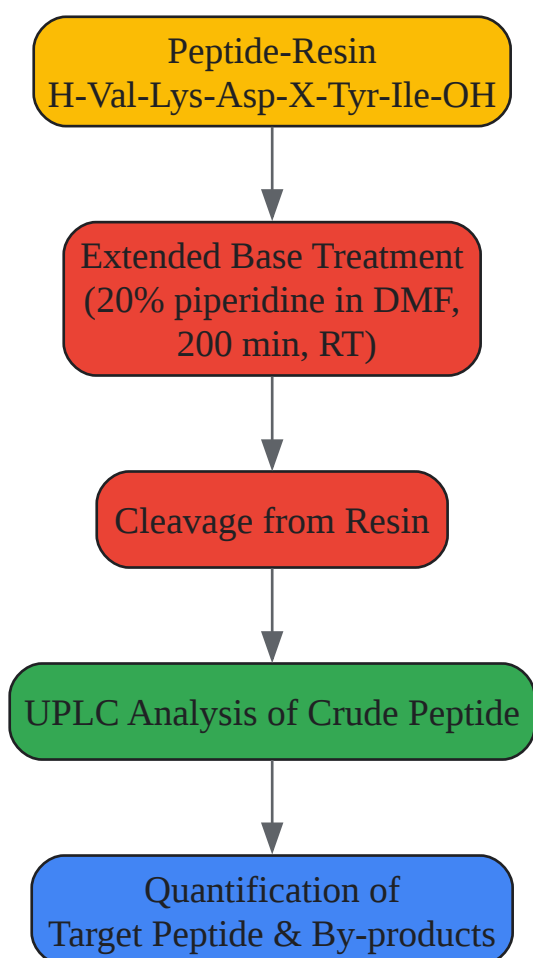 Peptide-Resin
H-Val-Lys-Asp-X-Tyr-Ile-OH
Extended Base Treatment
(20% piperidine in DMF,
200 min, RT)
Cleavage from Resin
UPLC Analysis of Crude Peptide
Quantification of
Target Peptide & By-products